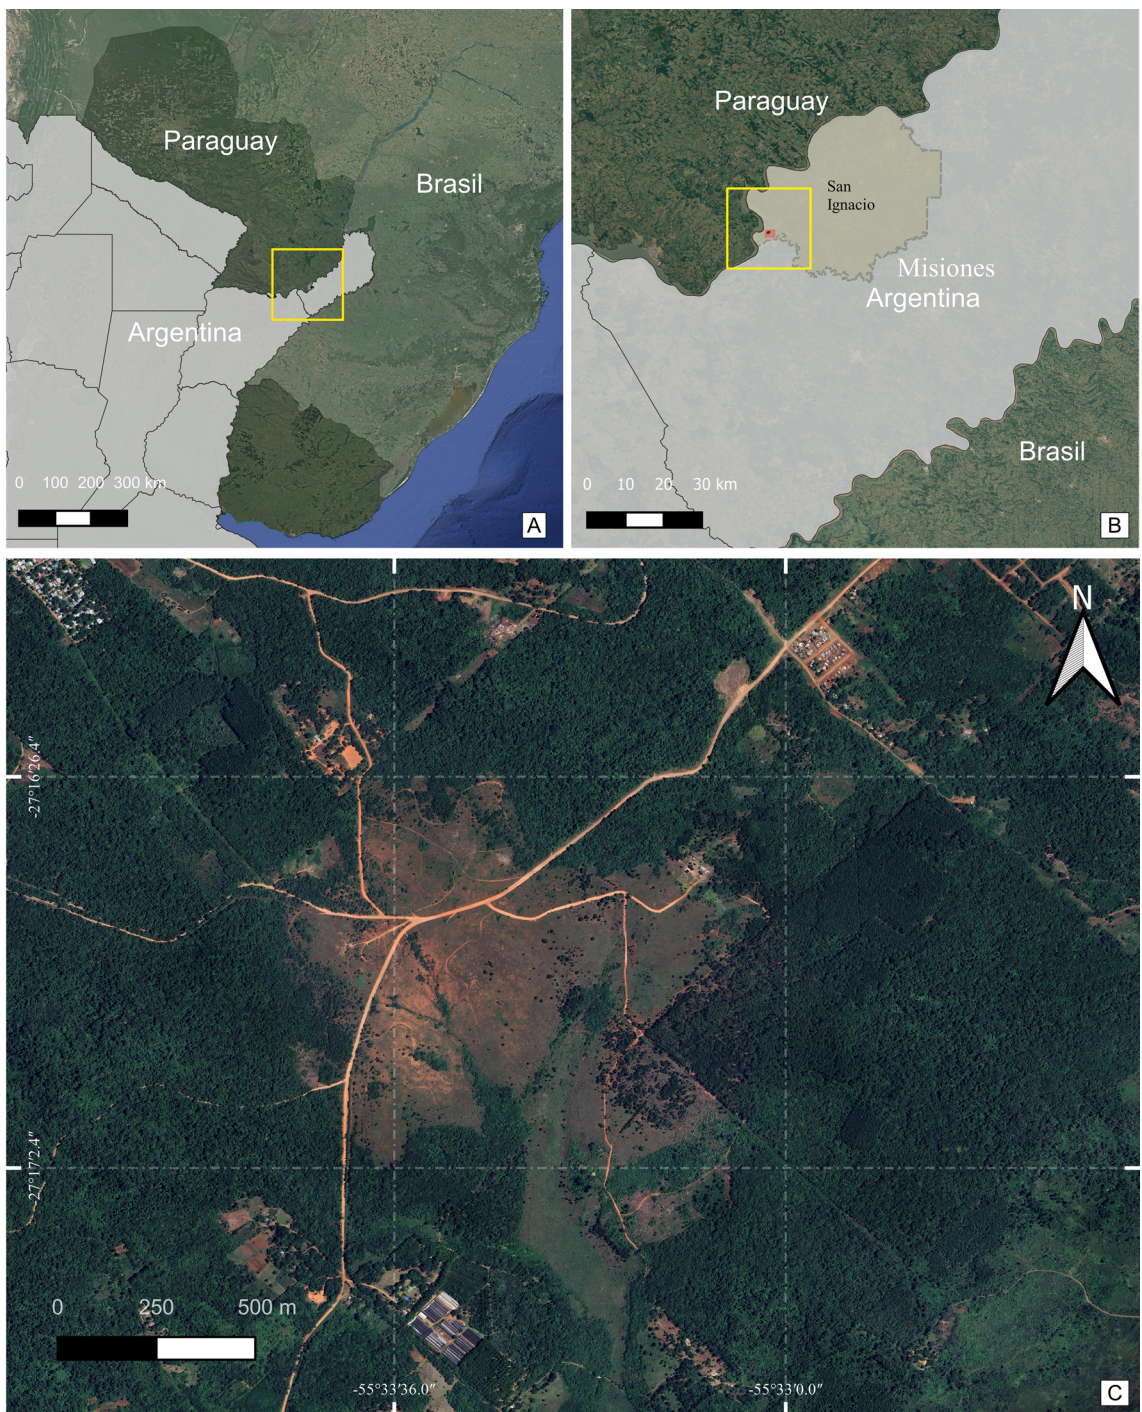 Paraguay
Brasil
Argentina
0 100 200 300 km
A
Paraguay
San
Ignacio
Misiones
Argentina
Brasil
0 10 20 30 km
B
N
-27°16′26.4″
-27°17′2.4″
0 250 500 m
-55°33′36.0″
-55°33′0.0″
C